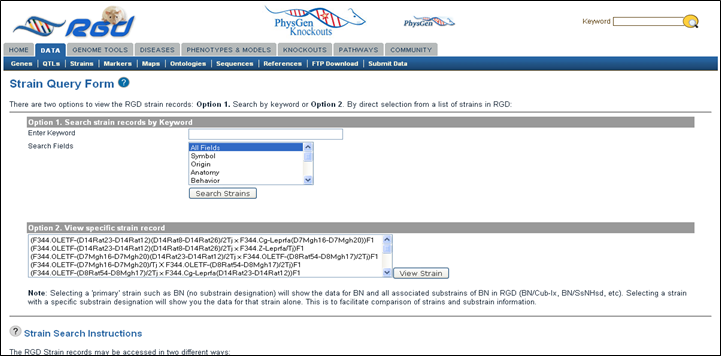 RGD
PhysGen
Knockouts
PhysGen
Knockouts
Keyword
HOME DATA GENOME TOOLS DISEASES PHENOTYPES & MODELS KNOCKOUTS PATHWAYS COMMUNITY
Genes | QTLs | Strains | Markers | Maps | Ontologies | Sequences | References | FTP Download | Submit Data
Strain Query Form ?
There are two options to view the RGD strain records: Option 1. Search by keyword or Option 2. By direct selection from a list of strains in RGD:
Option 1. Search strain records by Keyword
Enter Keyword
Search Fields
All Fields
Symbol
Origin
Anatomy
Behavior
Search Strains
Option 2. View specific strain record
(F344.OLETF-(D14Rat23-D14Rat12)(D14Rat8-D14Rat26)/2Tj x F344.Cg-Leprfa(D7Mgh16-D7Mgh20))F1
(F344.OLETF-(D14Rat23-D14Rat12)(D14Rat8-D14Rat26)/2Tj x F344.Z-Leprfa/Tj)F1
(F344.OLETF-(D7Mgh16-D7Mgh20)(D14Rat23-D14Rat12)/2Tj x F344.OLETF-(D8Rat54-D8Mgh17)/2Tj)F1
(F344.OLETF-(D7Mgh16-D7Mgh20)/Tj X F344.OLETF-(D8Rat54-D8Mgh17)/Tj)F1
(F344.OLETF-(D8Rat54-D8Mgh17)/2Tj x F344.Cg-Leprfa(D14Rat23-D14Rat12))F1
View Strain
Note: Selecting a 'primary' strain such as BN (no substrain designation) will show the data for BN and all associated substrains of BN in RGD (BN/Cub-lx, BN/SsNHsd, etc). Selecting a strain
with a specific substrain designation will show you the data for that strain alone. This is to facilitate comparison of strains and substrain information.
? Strain Search Instructions
The RGD Strain records may be accessed in two different ways: